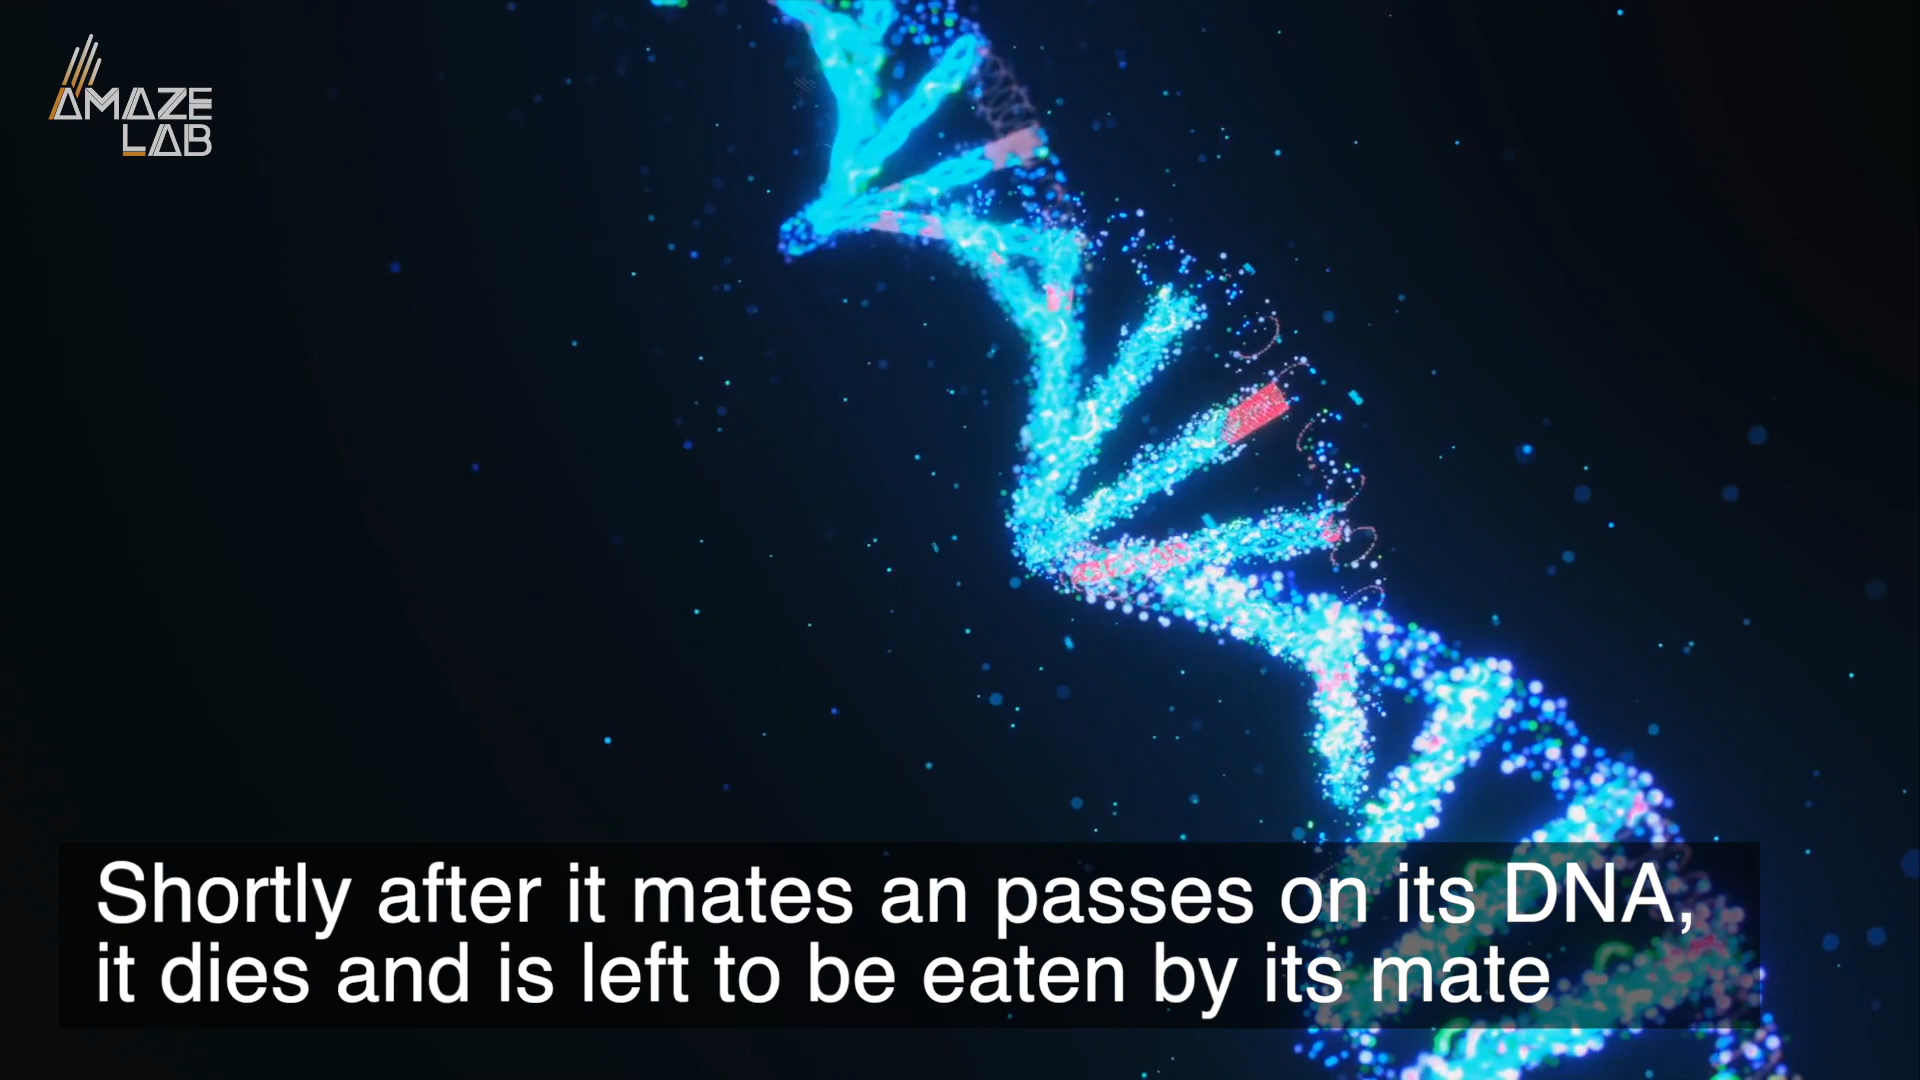 AMAZE
LAB
Shortly after it mates an passes on its DNA,
it dies and is left to be eaten by its mate